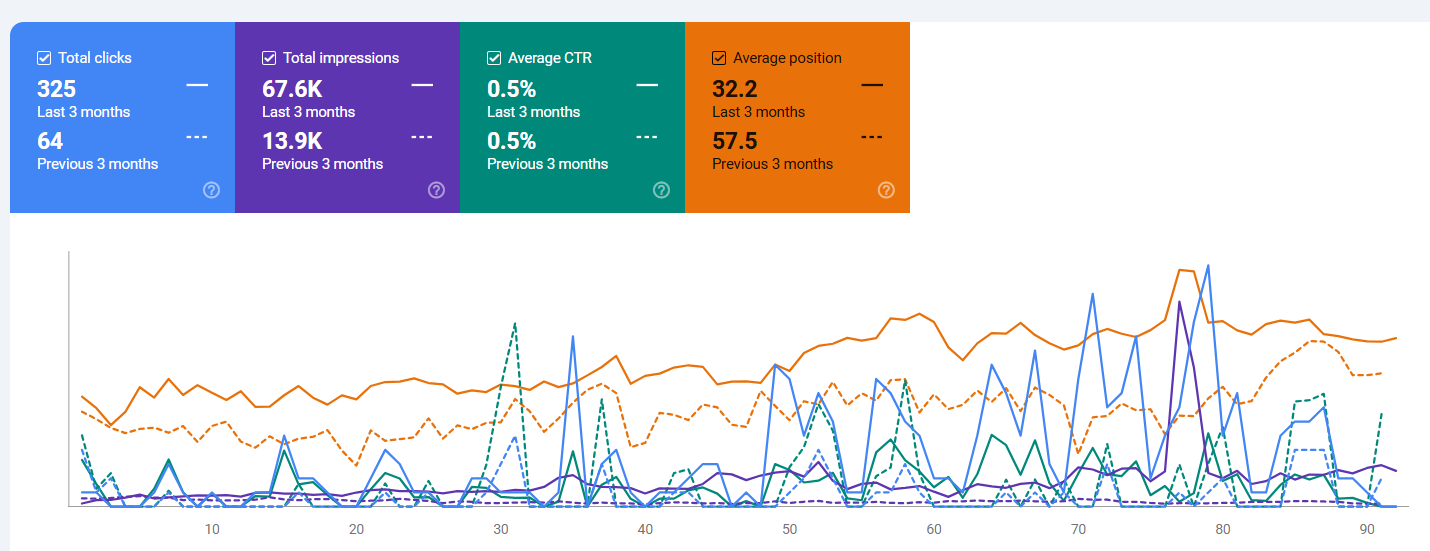 Total clicks
325
Last 3 months
64
Previous 3 months
Total impressions
67.6K
Last 3 months
13.9K
Previous 3 months
Average CTR
0.5%
Last 3 months
0.5%
Previous 3 months
Average position
32.2
Last 3 months
57.5
Previous 3 months
10 20 30 40 50 60 70 80 90